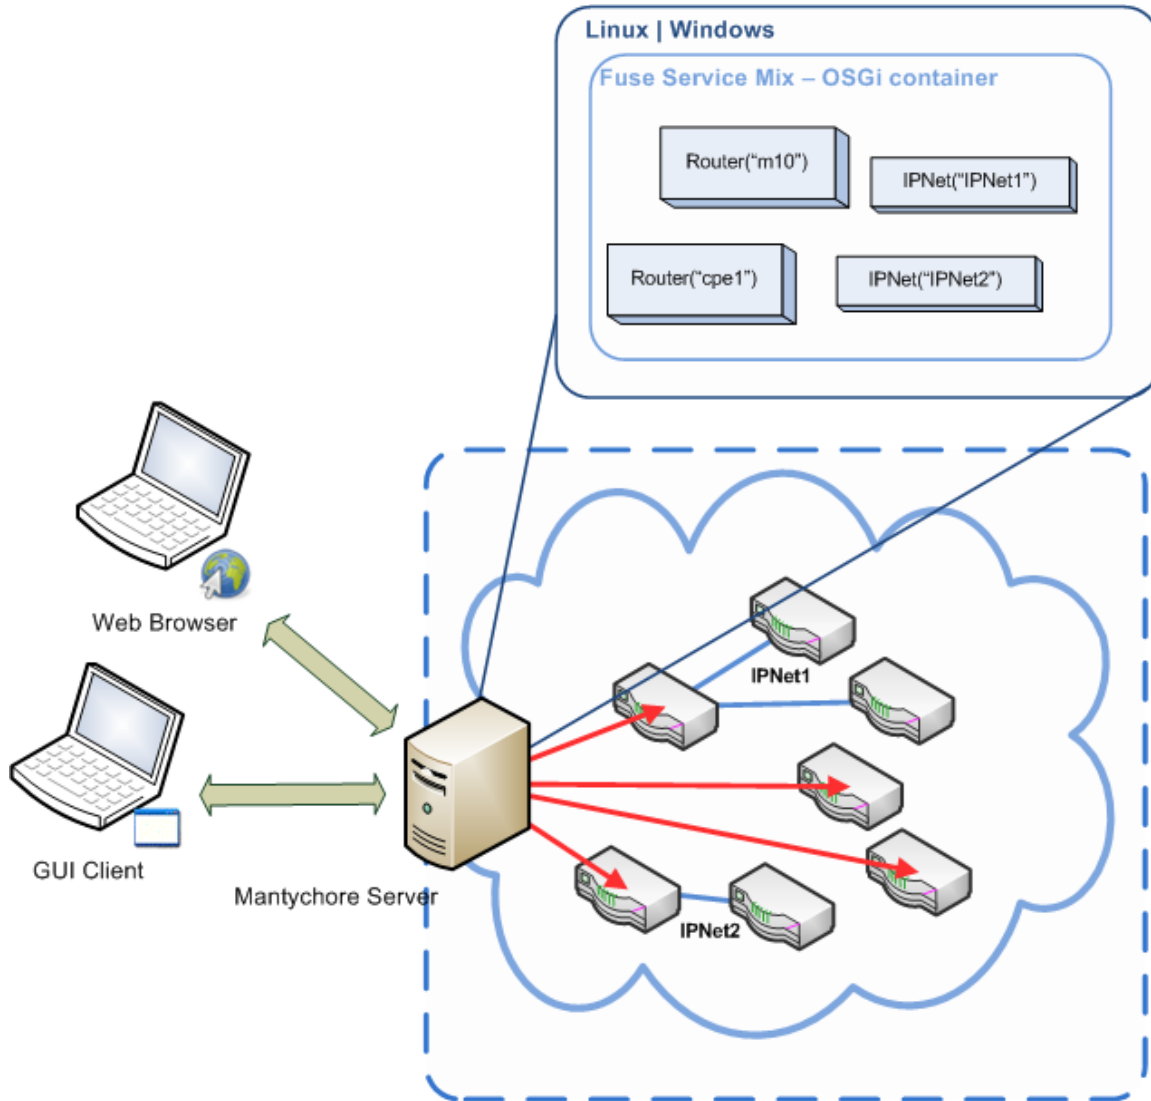 Linux | Windows
Fuse Service Mix – OSGi container
Router(“m10”)
IPNet(“IPNet1”)
Router(“cpe1”)
IPNet(“IPNet2”)
Web Browser
IPNet1
GUI Client
Mantychore Server
IPNet2